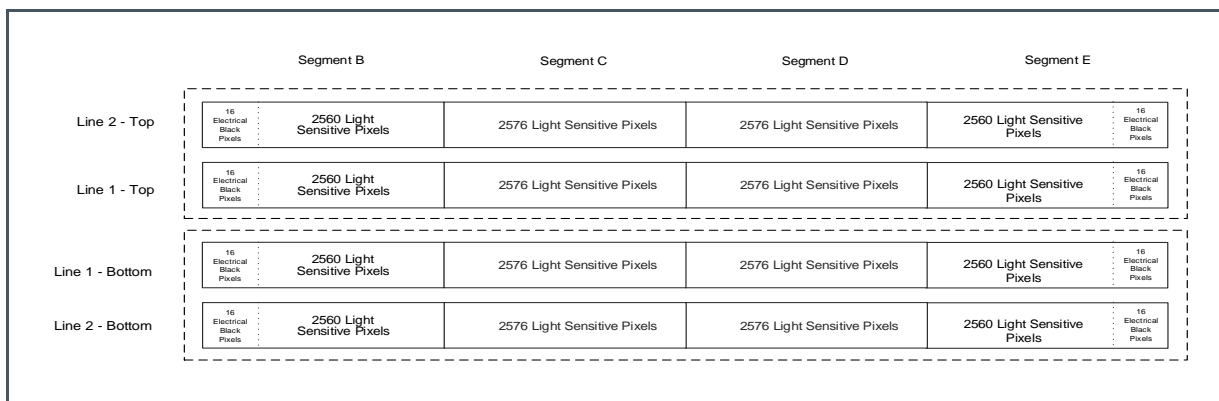 Segment B Segment C Segment D Segment E
Line 2 - Top
16
Electrical
Black
Pixels
2560 Light
Sensitive Pixels
2576 Light Sensitive Pixels
2576 Light Sensitive Pixels
2560 Light Sensitive
Pixels
16
Electrical
Black
Pixels
Line 1 - Top
16
Electrical
Black
Pixels
2560 Light
Sensitive Pixels
2576 Light Sensitive Pixels
2576 Light Sensitive Pixels
2560 Light Sensitive
Pixels
16
Electrical
Black
Pixels
Line 1 - Bottom
16
Electrical
Black
Pixels
2560 Light
Sensitive Pixels
2576 Light Sensitive Pixels
2576 Light Sensitive Pixels
2560 Light Sensitive
Pixels
16
Electrical
Black
Pixels
Line 2 - Bottom
16
Electrical
Black
Pixels
2560 Light
Sensitive Pixels
2576 Light Sensitive Pixels
2576 Light Sensitive Pixels
2560 Light Sensitive
Pixels
16
Electrical
Black
Pixels